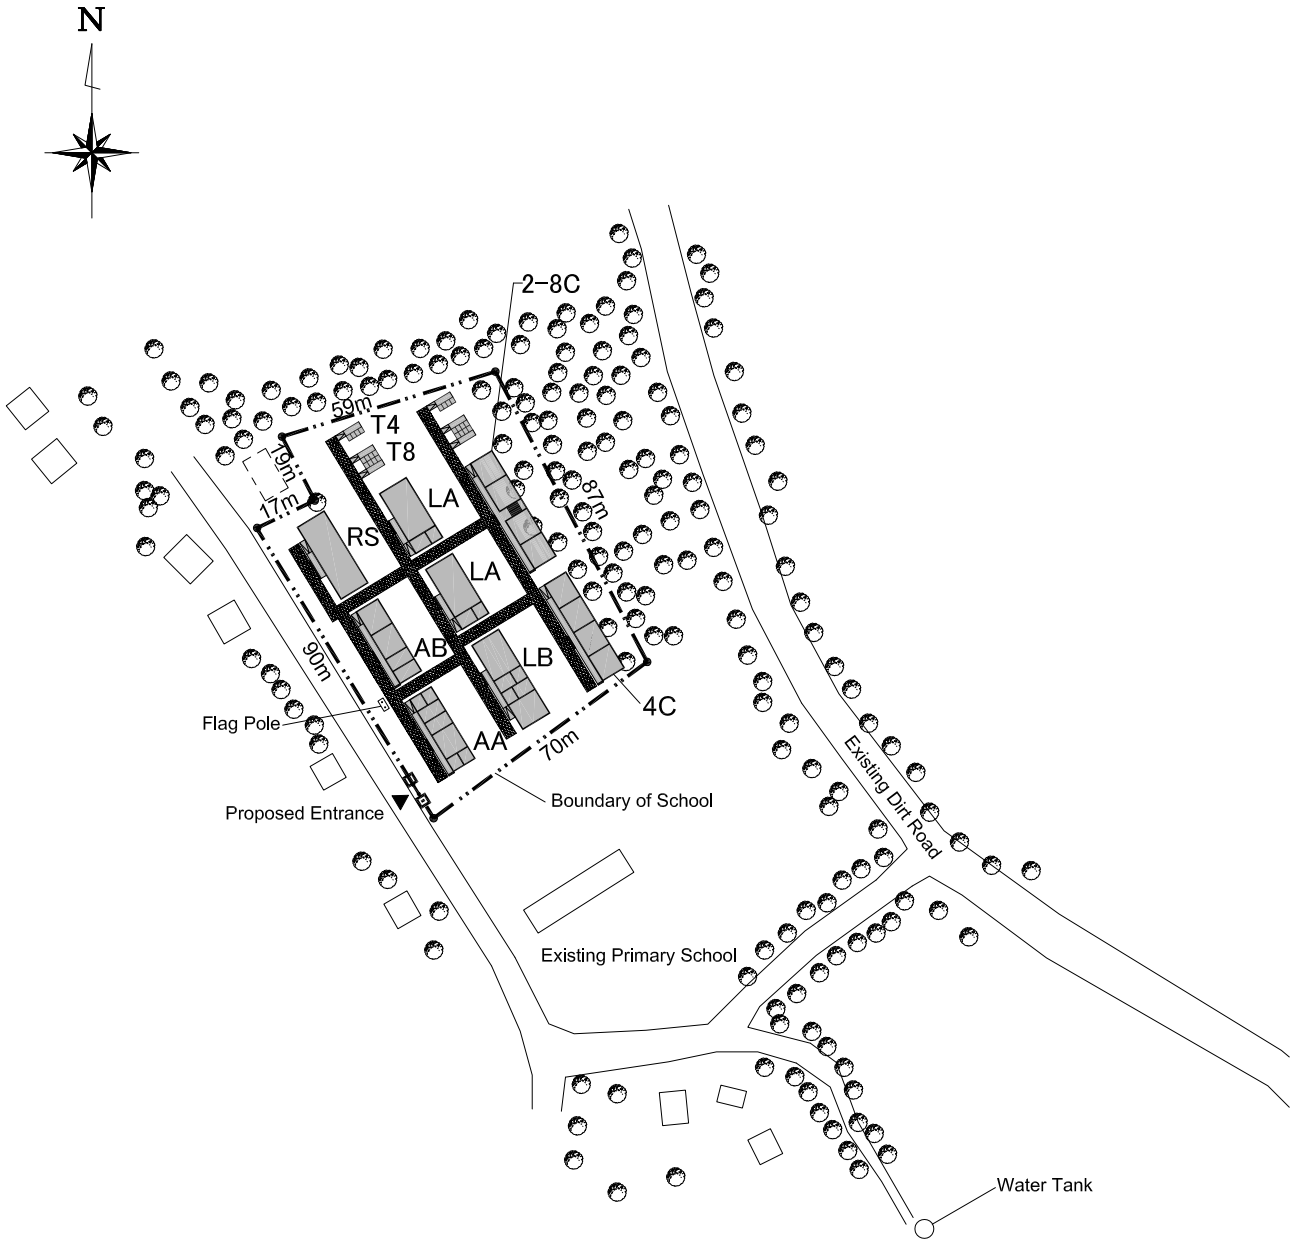 N
2-8C
59m
T4
T8
19m
17m
LA
87m
RS
LA
AB
LB
90m
4C
Flag Pole
AA
70m
Existing Dirt Road
Boundary of School
Proposed Entrance
Existing Primary School
Water Tank